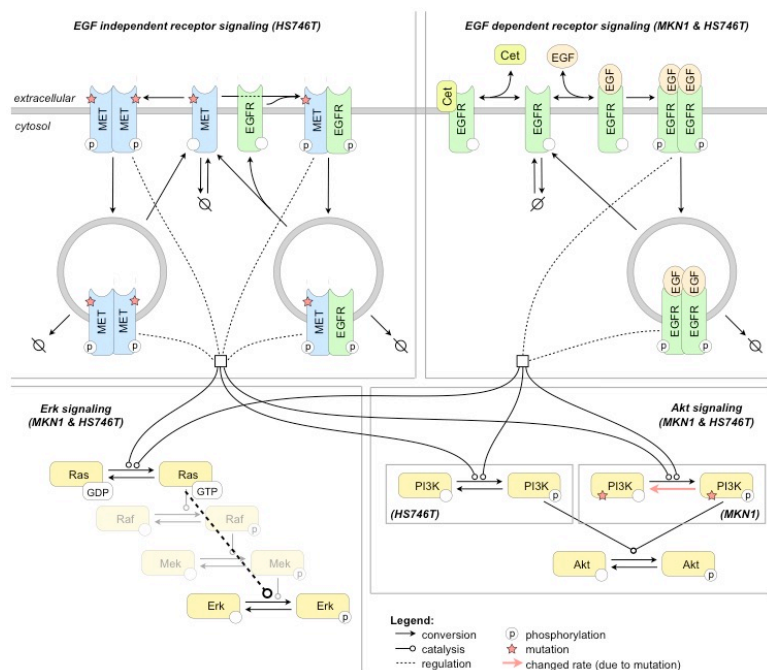 EGF independent receptor signaling (HS746T)
EGF dependent receptor signaling (MKN1 & HS746T)
extracellular
cytosol
MET
MET
p
p
MET
EGFR
MET
EGFR
p
p
Cet
EGF
Cet
EGFR
EGFR
EGF
EGFR
EGF
EGF
EGFR
EGFR
p
p
MET
MET
p
p
MET
EGFR
p
p
EGF
EGF
EGFR
EGFR
p
p
Erk signaling
(MKN1 & HS746T)
Akt signaling
(MKN1 & HS746T)
Ras
GDP
Ras
GTP
Raf
Raf
p
Mek
Mek
p
Erk
Erk
p
PI3K
PI3K
p
(HS746T)
PI3K
PI3K
p
(MKN1)
Akt
Akt
p
Legend:
conversion
catalysis
regulation
p phosphorylation
mutation
changed rate (due to mutation)